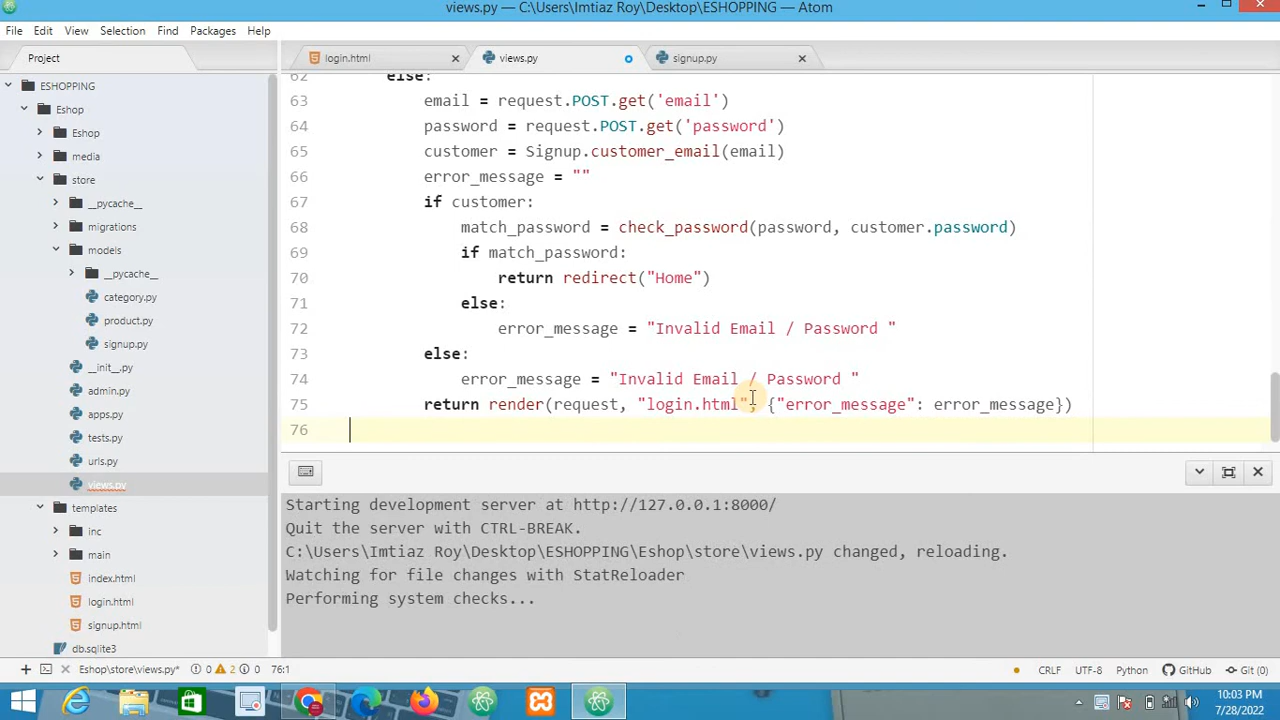 views.py — C:\Users\Imtiaz Roy\Desktop\ESHOPPING — Atom
File Edit View Selection Find Packages Help
Project
login.html
views.py
signup.py
ESHOPPING
Eshop
Eshop
media
store
__pycache__
migrations
models
__pycache__
category.py
product.py
signup.py
__init__.py
admin.py
apps.py
tests.py
urls.py
views.py
templates
inc
main
index.html
login.html
signup.html
db.sqlite3
62 else:
63 email = request.POST.get('email')
64 password = request.POST.get('password')
65 customer = Signup.customer_email(email)
66 error_message = ""
67 if customer:
68 match_password = check_password(password, customer.password)
69 if match_password:
70 return redirect("Home")
71 else:
72 error_message = "Invalid Email / Password "
73 else:
74 error_message = "Invalid Email / Password "
75 return render(request, "login.html", {"error_message": error_message})
76
Starting development server at http://127.0.0.1:8000/
Quit the server with CTRL-BREAK.
C:\Users\Imtiaz Roy\Desktop\ESHOPPING\Eshop\store\views.py changed, reloading.
Watching for file changes with StatReloader
Performing system checks...
Eshop\store\views.py* 0 2 0 76:1
CRLF UTF-8 Python GitHub Git (0)
10:03 PM
7/28/2022